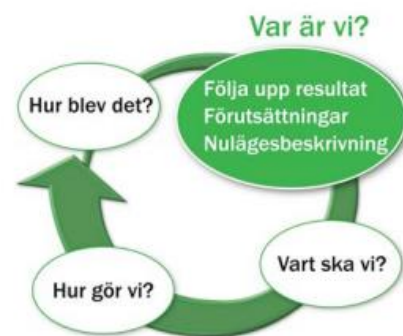 Var är vi?
Följa upp resultat
Förutsättningar
Nulägesbeskrivning
Hur blev det?
Vart ska vi?
Hur gör vi?